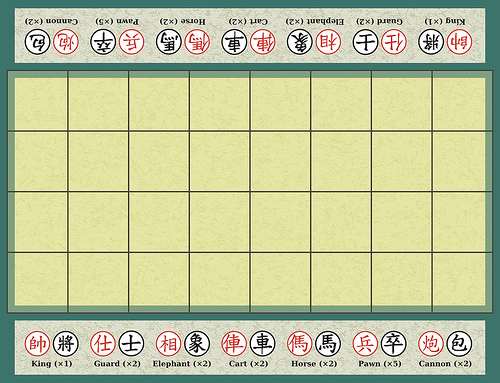 帥 將 仕 士 相 象 俥 車 傌 馬 兵 卒 炮 包
King (×1) Guard (×2) Elephant (×2) Cart (×2) Horse (×2) Pawn (×5) Cannon (×2)
帥 將 仕 士 相 象 俥 車 傌 馬 兵 卒 炮 包
King (×1) Guard (×2) Elephant (×2) Cart (×2) Horse (×2) Pawn (×5) Cannon (×2)